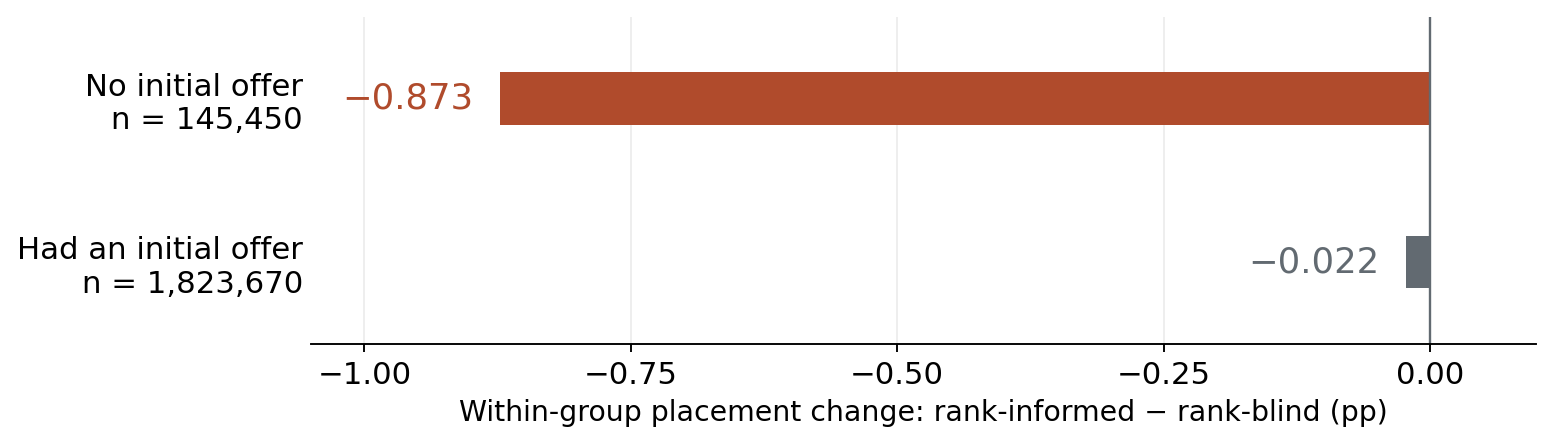 No initial offer
n = 145,450
−0.873
Had an initial offer
n = 1,823,670
−0.022
−1.00 −0.75 −0.50 −0.25 0.00
Within-group placement change: rank-informed − rank-blind (pp)